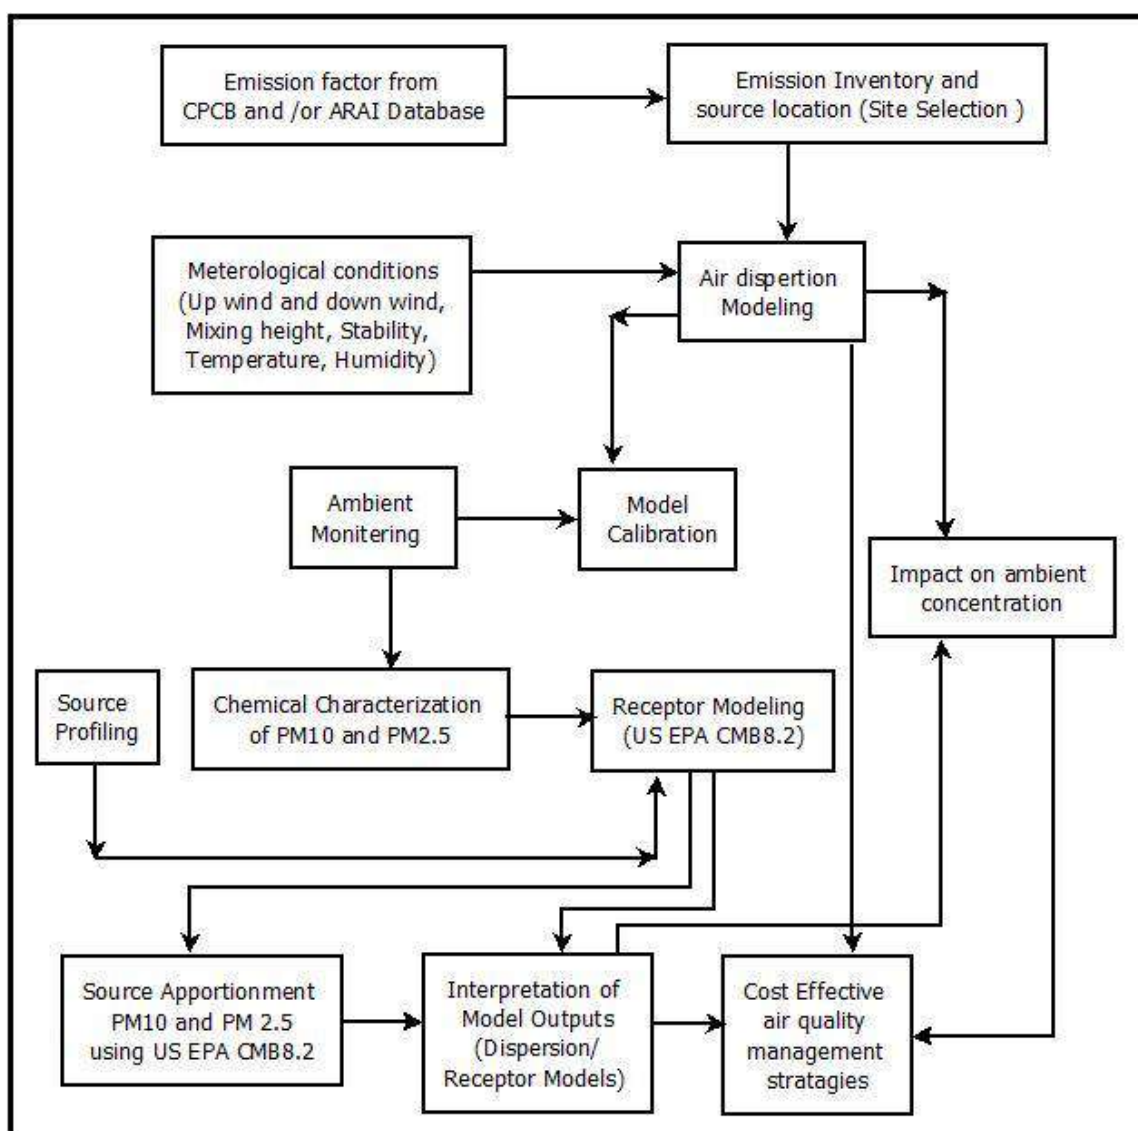 Emission factor from
CPCB and /or ARAI Database
Emission Inventory and
source location (Site Selection )
Meterological conditions
(Up wind and down wind,
Mixing height, Stability,
Temperature, Humidity)
Air dispertion
Modeling
Ambient
Monitering
Model
Calibration
Impact on ambient
concentration
Source
Profiling
Chemical Characterization
of PM10 and PM2.5
Receptor Modeling
(US EPA CMB8.2)
Source Apportionment
PM10 and PM 2.5
using US EPA CMB8.2
Interpretation of
Model Outputs
(Dispersion/
Receptor Models)
Cost Effective
air quality
management
stratagies